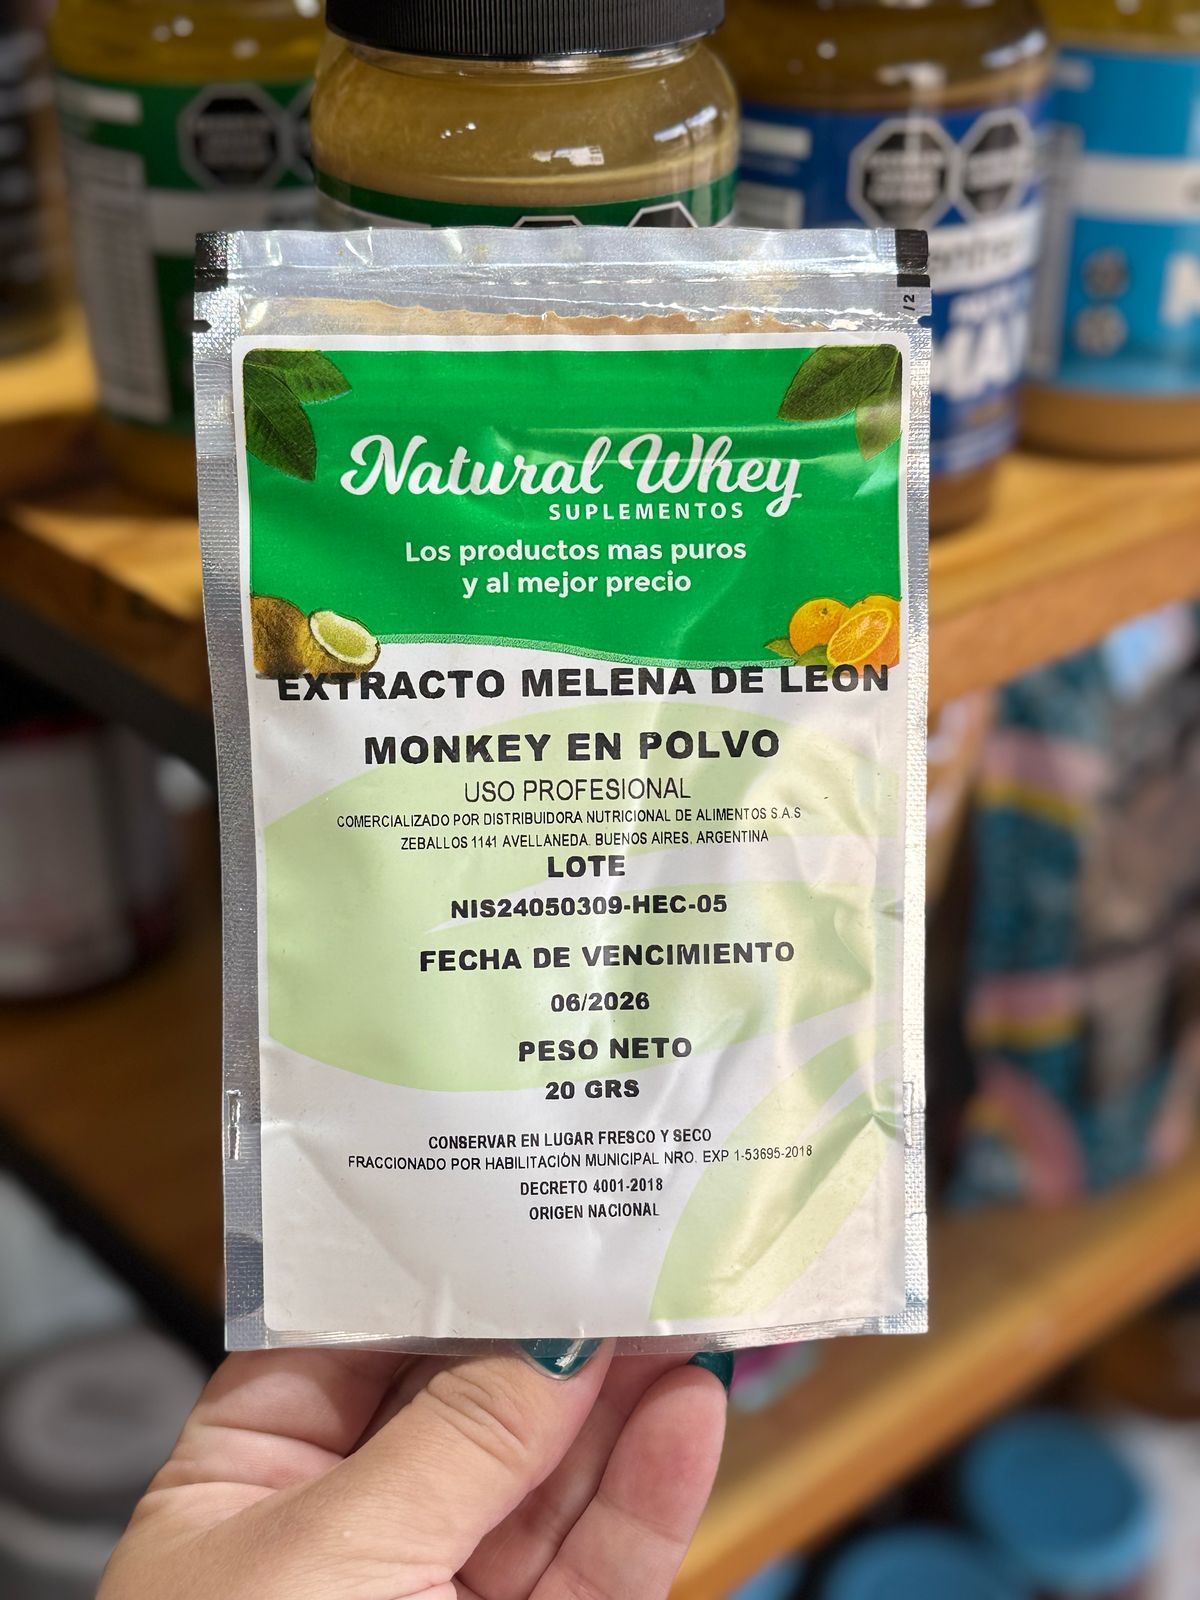 Natural Whey
SUPLEMENTOS
Los productos mas puros
y al mejor precio
EXTRACTO MELENA DE LEON
MONKEY EN POLVO
USO PROFESIONAL
COMERCIALIZADO POR DISTRIBUIDORA NUTRICIONAL DE ALIMENTOS S.A.S
ZEBALLOS 1141 AVELLANEDA. BUENOS AIRES. ARGENTINA
LOTE
NIS24050309-HEC-05
FECHA DE VENCIMIENTO
06/2026
PESO NETO
20 GRS
CONSERVAR EN LUGAR FRESCO Y SECO
FRACCIONADO POR HABILITACIÓN MUNICIPAL NRO. EXP 1-53695-2018
DECRETO 4001-2018
ORIGEN NACIONAL